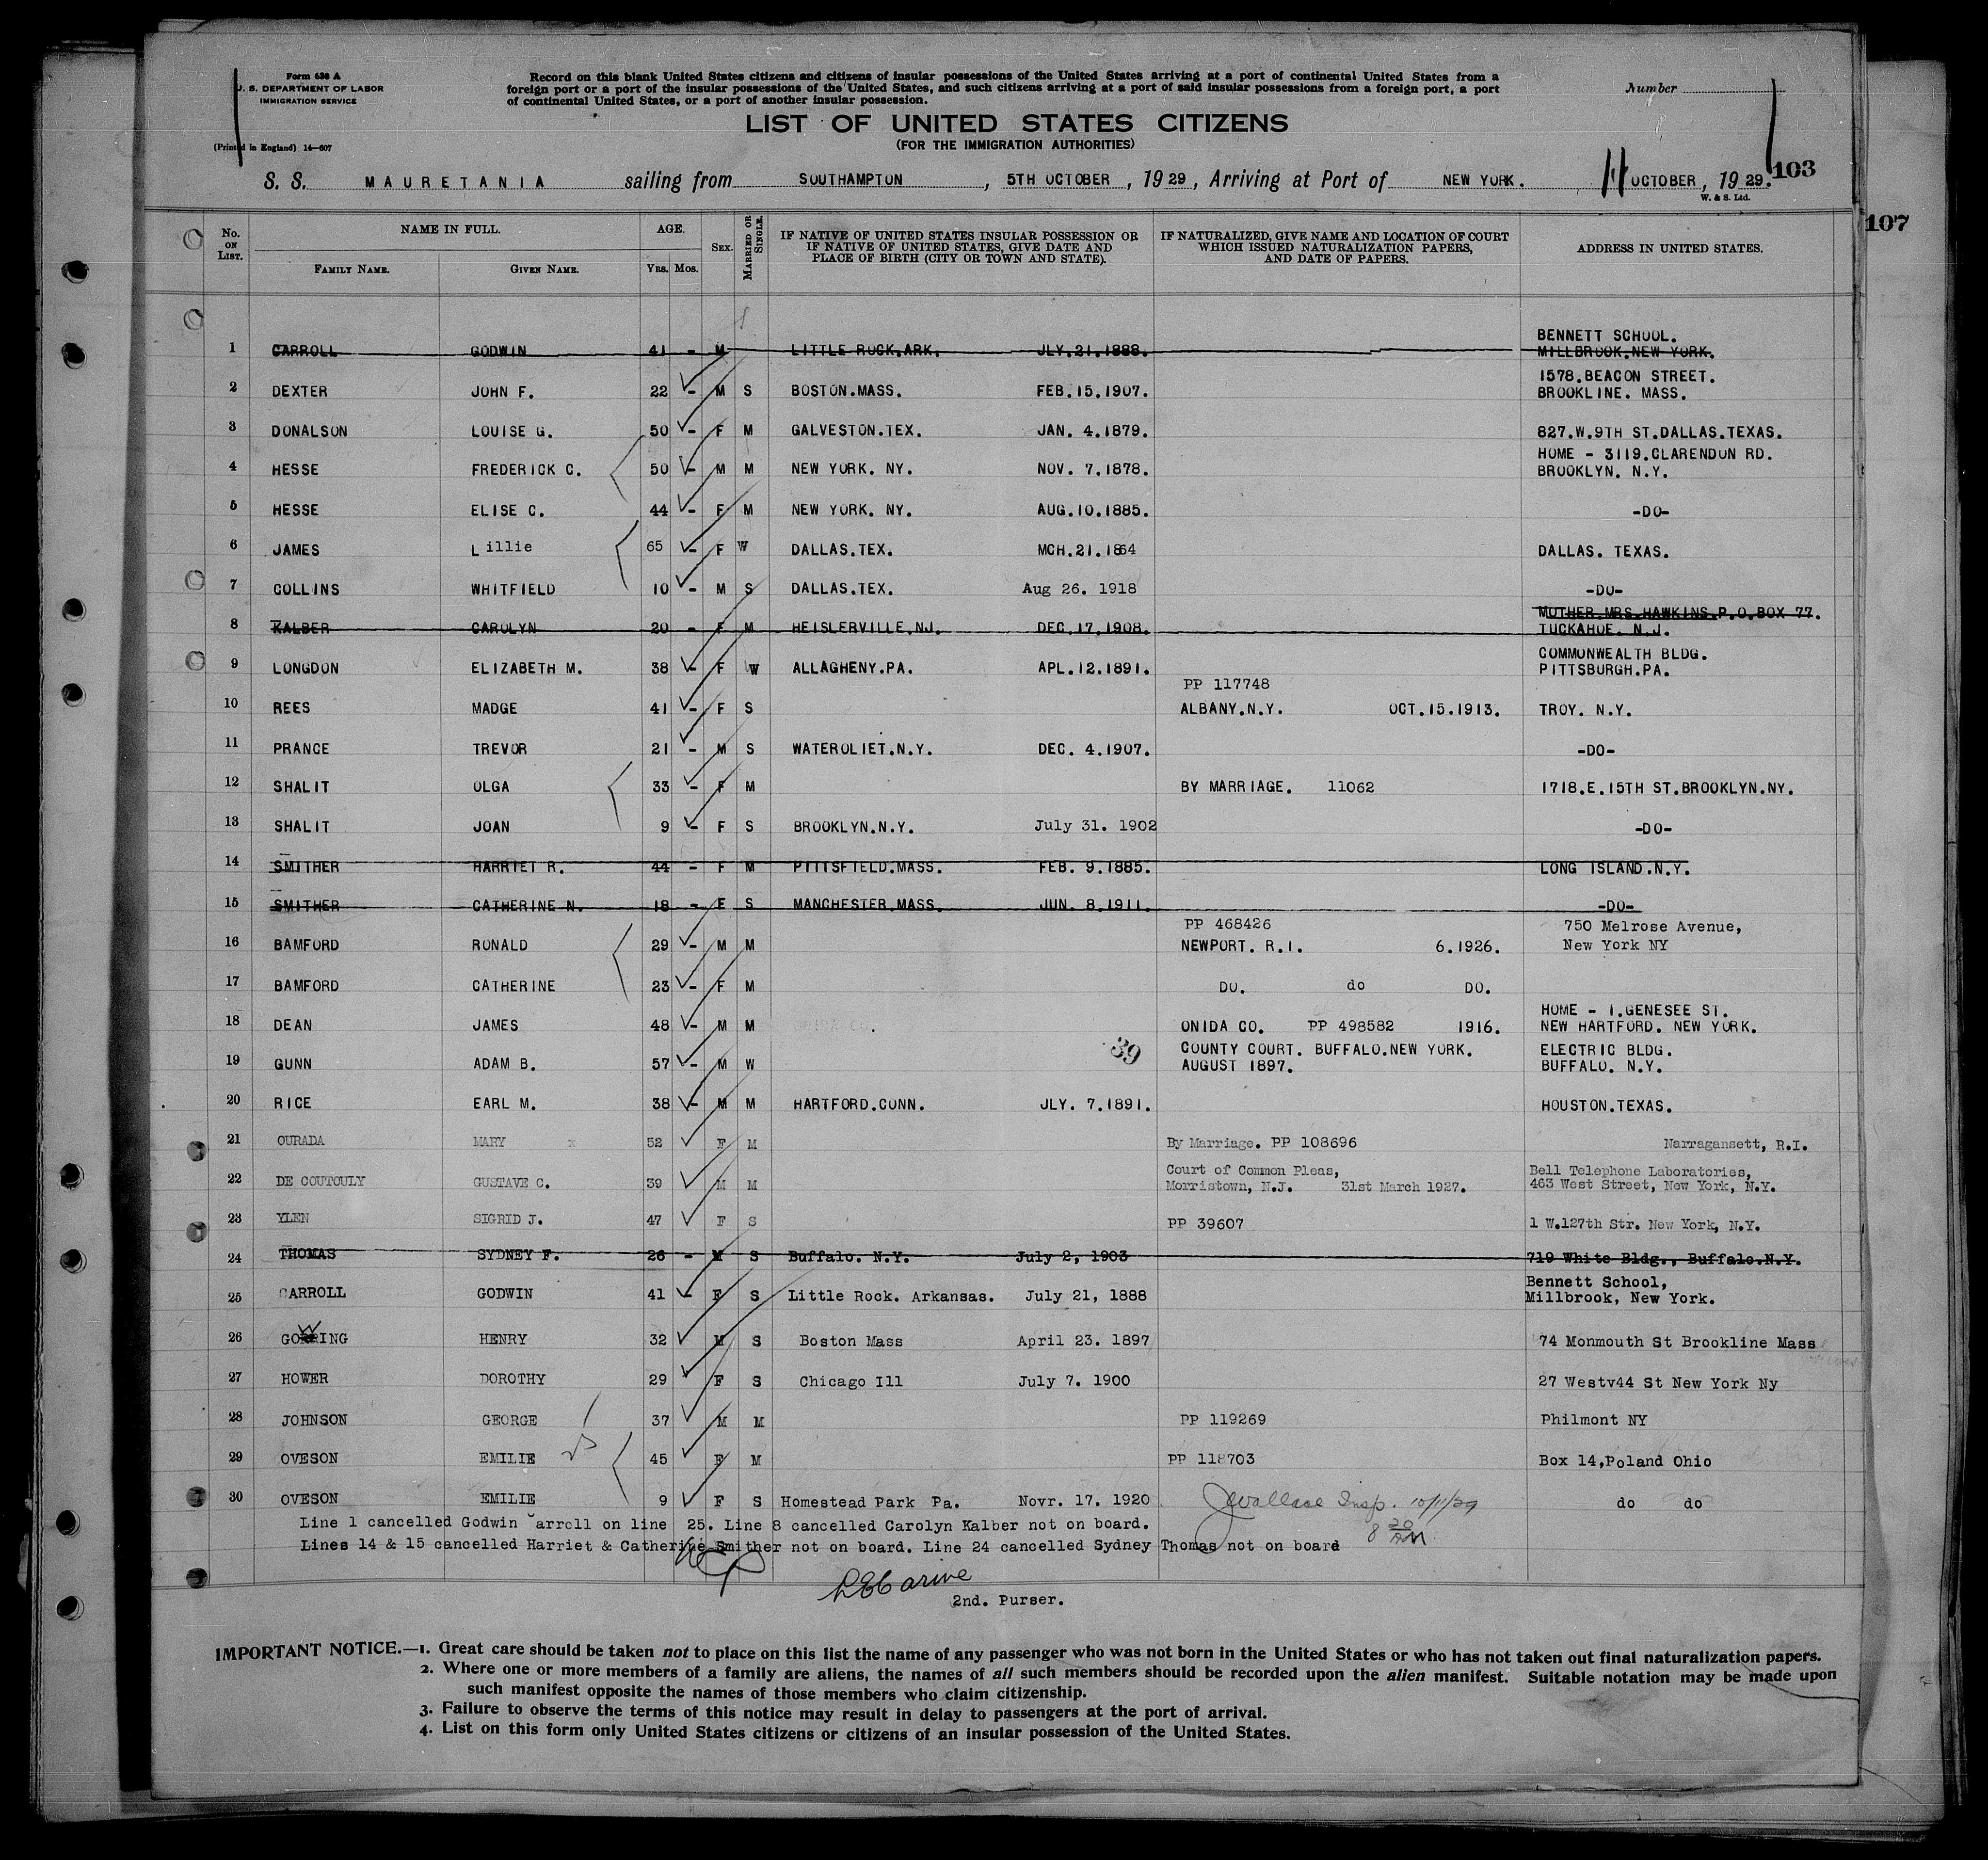 Form 630 A
U. S. DEPARTMENT OF LABOR
IMMIGRATION SERVICE
(Printed in England) 14—607
Record on this blank United States citizens and citizens of insular possessions of the United States arriving at a port of continental United States from a
foreign port or a port of the insular possessions of the United States, and such citizens arriving at a port of said insular possessions from a foreign port, a port
of continental United States, or a port of another insular possession.
Number
LIST OF UNITED STATES CITIZENS
(FOR THE IMMIGRATION AUTHORITIES)
S. S. MAURETANIA sailing from SOUTHAMPTON, 5TH OCTOBER, 1929, Arriving at Port of NEW YORK. 11 OCTOBER, 1929. 103
W. & S. Ltd.
107
No. ON LIST. NAME IN FULL. AGE. SEX. MARRIED OR SINGLE. IF NATIVE OF UNITED STATES INSULAR POSSESSION OR IF NATIVE OF UNITED STATES, GIVE DATE AND PLACE OF BIRTH (CITY OR TOWN AND STATE). IF NATURALIZED, GIVE NAME AND LOCATION OF COURT WHICH ISSUED NATURALIZATION PAPERS, AND DATE OF PAPERS. ADDRESS IN UNITED STATES.
FAMILY NAME. GIVEN NAME. YRS. MOS.
BENNETT SCHOOL.
1 CARROLL GODWIN 41 - M LITTLE ROCK.ARK. JLY.21.1888. MILLBROOK.NEW YORK.
1578.BEACON STREET.
2 DEXTER JOHN F. 22 - M S BOSTON.MASS. FEB.15.1907. BROOKLINE. MASS.
3 DONALSON LOUISE G. 50 - F M GALVESTON.TEX. JAN. 4.1879. 827.W.9TH ST.DALLAS.TEXAS.
HOME - 3119.CLARENDON RD.
4 HESSE FREDERICK C. 50 - M M NEW YORK. NY. NOV. 7.1878. BROOKLYN. N.Y.
5 HESSE ELISE C. 44 - F M NEW YORK. NY. AUG.10.1885. -DO-
6 JAMES Lillie 65 - F W DALLAS.TEX. MCH.21.1864 DALLAS. TEXAS.
7 COLLINS WHITFIELD 10 - M S DALLAS.TEX. Aug 26. 1918 -DO-
MOTHER.MRS.HAWKINS.P.O.BOX 77.
8 KALBER CAROLYN 20 - F M HEISLERVILLE.NJ. DEC.17.1908. TUCKAHOE. N.J.
COMMONWEALTH BLDG.
9 LONGDON ELIZABETH M. 38 - F W ALLAGHENY.PA. APL.12.1891. PITTSBURGH.PA.
PP 117748
10 REES MADGE 41 - F S ALBANY.N.Y. OCT.15.1913. TROY. N.Y.
11 PRANCE TREVOR 21 - M S WATEROLIET.N.Y. DEC. 4.1907. -DO-
12 SHALIT OLGA 33 - F M BY MARRIAGE. 11062 1718.E.15TH ST.BROOKLYN.NY.
13 SHALIT JOAN 9 - F S BROOKLYN.N.Y. July 31. 1902 -DO-
14 SMITHER HARRIET R. 44 - F M PITTSFIELD.MASS. FEB. 9.1885. LONG ISLAND.N.Y.
15 SMITHER CATHERINE N. 18 - F S MANCHESTER MASS. JUN. 8.1911. -DO-
PP 468426 750 Melrose Avenue,
16 BAMFORD RONALD 29 - M M NEWPORT. R.I. 6.1926. New York NY
17 BAMFORD CATHERINE 23 - F M DO. do DO.
HOME - 1.GENESEE ST.
18 DEAN JAMES 48 - M M ONIDA CO. PP 498582 1916. NEW HARTFORD. NEW YORK.
39 COUNTY COURT. BUFFALO.NEW YORK. ELECTRIC BLDG.
19 GUNN ADAM B. 57 - M W AUGUST 1897. BUFFALO. N.Y.
20 RICE EARL M. 38 - M M HARTFORD.CONN. JLY. 7.1891. HOUSTON.TEXAS.
21 OURADA MARY x 52 F M By Marriage. PP 108696 Narragansett, R.I.
Court of Common Pleas, Bell Telephone Laboratories,
22 DE COUTOULY GUSTAVE C. 39 M M Morristown, N.J. 31st March 1927. 463 West Street, New York, N.Y.
23 YLEN SIGRID J. 47 F S PP 39607 1 W.127th Str. New York, N.Y.
24 THOMAS SYDNEY F. 26 - M S Buffalo. N.Y. July 2, 1903 719 White Bldg., Buffalo.N.Y.
Bennett School,
25 CARROLL GODWIN 41 - F S Little Rock. Arkansas. July 21, 1888 Millbrook, New York.
26 GOWING HENRY 32 M S Boston Mass April 23. 1897 74 Monmouth St Brookline Mass
27 HOWER DOROTHY 29 F S Chicago Ill July 7. 1900 27 Westv44 St New York Ny
28 JOHNSON GEORGE 37 M M PP 119269 Philmont NY
29 OVESON EMILIE 45 F M PP 118703 Box 14,Poland Ohio
30 OVESON EMILIE 9 F S Homestead Park Pa. Novr. 17. 1920 JWallace Insp. 10/11/29 do do
Line 1 cancelled Godwin Carroll on line 25. Line 8 cancelled Carolyn Kalber not on board. 8 20 AM
Lines 14 & 15 cancelled Harriet & Catherine Smither not on board. Line 24 cancelled Sydney Thomas not on board
2nd. Purser.
IMPORTANT NOTICE.—1. Great care should be taken not to place on this list the name of any passenger who was not born in the United States or who has not taken out final naturalization papers.
2. Where one or more members of a family are aliens, the names of all such members should be recorded upon the alien manifest. Suitable notation may be made upon
such manifest opposite the names of those members who claim citizenship.
3. Failure to observe the terms of this notice may result in delay to passengers at the port of arrival.
4. List on this form only United States citizens or citizens of an insular possession of the United States.